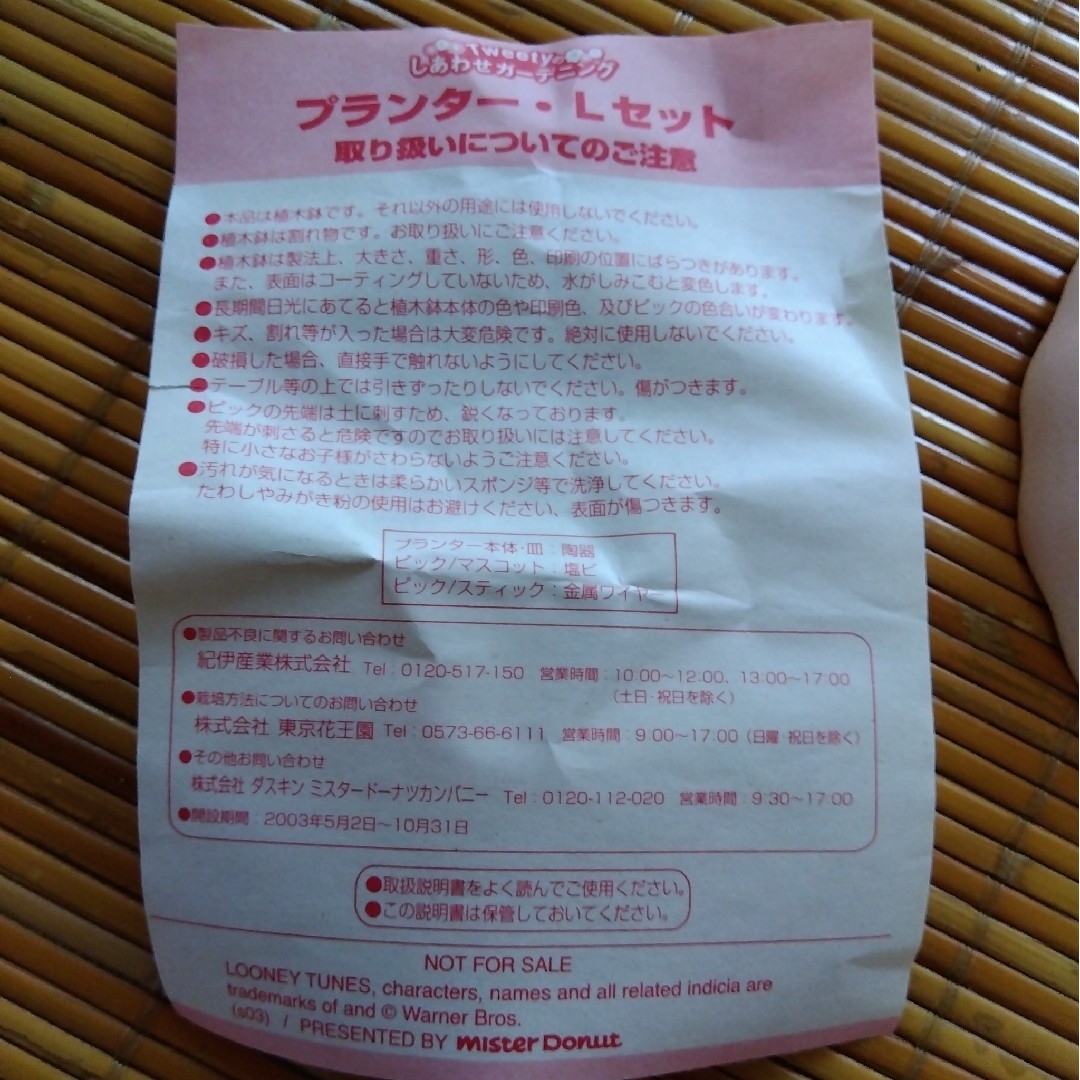 Tweetyの
しあわせガーデニング
プランター・Lセット
取り扱いについてのご注意
●本品は植木鉢です。それ以外の用途には使用しないでください。
●植木鉢は割れ物です。お取り扱いにご注意ください。
●植木鉢は製法上、大きさ、重さ、形、色、印刷の位置にばらつきがあります。
また、表面はコーティングしていないため、水がしみこむと変色します。
●長期間日光にあてると植木鉢本体の色や印刷色、及びピックの色合いが変わります。
●キズ、割れ等が入った場合は大変危険です。絶対に使用しないでください。
●破損した場合、直接手で触れないようにしてください。
●テーブル等の上では引きずったりしないでください。傷がつきます。
●ピックの先端は土に刺すため、鋭くなっております。
先端が刺さると危険ですのでお取り扱いには注意してください。
特に小さなお子様がさわらないようご注意ください。
●汚れが気になるときは柔らかいスポンジ等で洗浄してください。
たわしやみがき粉の使用はお避けください、表面が傷つきます。
プランター本体・皿：陶器
ピック/マスコット：塩ビ
ピック/スティック：金属ワイヤー
●製品不良に関するお問い合わせ
紀伊産業株式会社 Tel：0120-517-150 営業時間：10:00〜12:00、13:00〜17:00
（土日・祝日を除く）
●栽培方法についてのお問い合わせ
株式会社 東京花王園 Tel：0573-66-6111 営業時間：9:00〜17:00（日曜・祝日を除く）
●その他お問い合わせ
株式会社 ダスキン ミスタードーナツカンパニー Tel：0120-112-020 営業時間：9:30〜17:00
●開設期間：2003年5月2日〜10月31日
●取扱説明書をよく読んでご使用ください。
●この説明書は保管しておいてください。
NOT FOR SALE
LOONEY TUNES, characters, names and all related indicia are
trademarks of and © Warner Bros.
(s03) / PRESENTED BY mister Donut